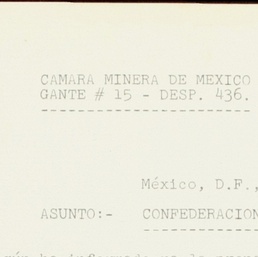 CAMARA MINERA DE MEXICO
GANTE # 15 - DESP. 436.
México, D.F.,
ASUNTO:- CONFEDERACION